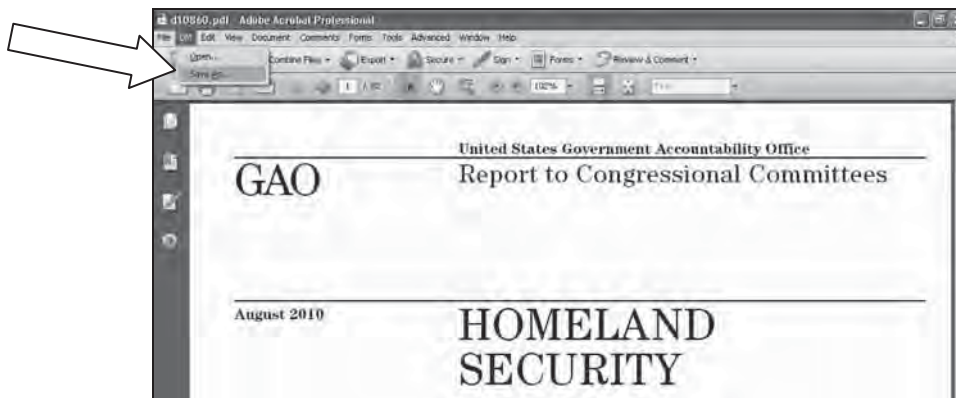 d10860.pdf - Adobe Acrobat Professional
File Edit View Document Comments Forms Tools Advanced Window Help
Open...
Combine Files Export Secure Sign Forms Review & Comment
Save As...
1 102% Find
United States Government Accountability Office
GAO
Report to Congressional Committees
August 2010
HOMELAND
SECURITY